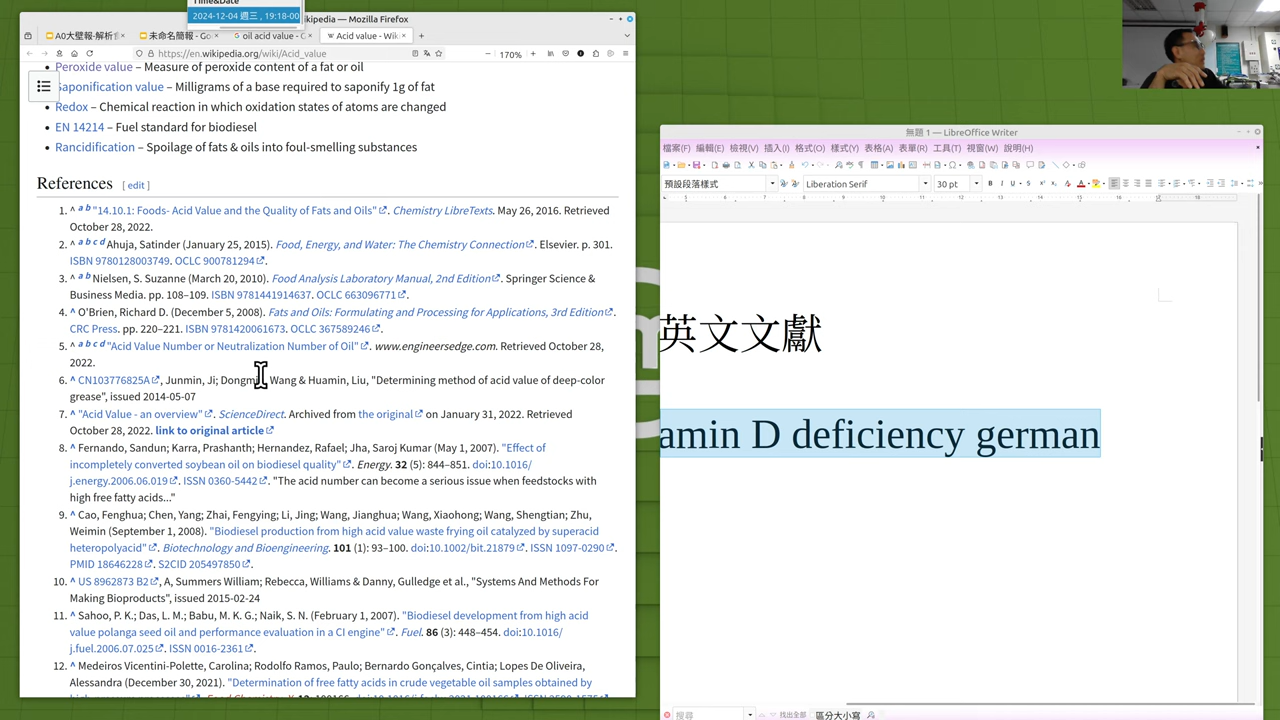 Time&Date
2024-12-04 週三 , 19:18-00
ikipedia — Mozilla Firefox
A0大壁報-解析
未命名簡報 - Go
oil acid value - G
Acid value - Wik
https://en.wikipedia.org/wiki/Acid_value
170%
Peroxide value – Measure of peroxide content of a fat or oil
Saponification value – Milligrams of a base required to saponify 1g of fat
Redox – Chemical reaction in which oxidation states of atoms are changed
EN 14214 – Fuel standard for biodiesel
Rancidification – Spoilage of fats & oils into foul-smelling substances
References [ edit ]
1. ^ a b "14.10.1: Foods- Acid Value and the Quality of Fats and Oils". Chemistry LibreTexts. May 26, 2016. Retrieved
October 28, 2022.
2. ^ a b c d Ahuja, Satinder (January 25, 2015). Food, Energy, and Water: The Chemistry Connection. Elsevier. p. 301.
ISBN 9780128003749. OCLC 900781294.
3. ^ a b Nielsen, S. Suzanne (March 20, 2010). Food Analysis Laboratory Manual, 2nd Edition. Springer Science &
Business Media. pp. 108–109. ISBN 9781441914637. OCLC 663096771.
4. ^ O'Brien, Richard D. (December 5, 2008). Fats and Oils: Formulating and Processing for Applications, 3rd Edition.
CRC Press. pp. 220–221. ISBN 9781420061673. OCLC 367589246.
5. ^ a b c d "Acid Value Number or Neutralization Number of Oil". www.engineersedge.com. Retrieved October 28,
2022.
6. ^ CN103776825A, Junmin, Ji; Dongm Wang & Huamin, Liu, "Determining method of acid value of deep-color
grease", issued 2014-05-07
7. ^ "Acid Value - an overview". ScienceDirect. Archived from the original on January 31, 2022. Retrieved
October 28, 2022. link to original article
8. ^ Fernando, Sandun; Karra, Prashanth; Hernandez, Rafael; Jha, Saroj Kumar (May 1, 2007). "Effect of
incompletely converted soybean oil on biodiesel quality". Energy. 32 (5): 844–851. doi:10.1016/
j.energy.2006.06.019. ISSN 0360-5442. "The acid number can become a serious issue when feedstocks with
high free fatty acids..."
9. ^ Cao, Fenghua; Chen, Yang; Zhai, Fengying; Li, Jing; Wang, Jianghua; Wang, Xiaohong; Wang, Shengtian; Zhu,
Weimin (September 1, 2008). "Biodiesel production from high acid value waste frying oil catalyzed by superacid
heteropolyacid". Biotechnology and Bioengineering. 101 (1): 93–100. doi:10.1002/bit.21879. ISSN 1097-0290.
PMID 18646228. S2CID 205497850.
10. ^ US 8962873 B2, A, Summers William; Rebecca, Williams & Danny, Gulledge et al., "Systems And Methods For
Making Bioproducts", issued 2015-02-24
11. ^ Sahoo, P. K.; Das, L. M.; Babu, M. K. G.; Naik, S. N. (February 1, 2007). "Biodiesel development from high acid
value polanga seed oil and performance evaluation in a CI engine". Fuel. 86 (3): 448–454. doi:10.1016/
j.fuel.2006.07.025. ISSN 0016-2361.
12. ^ Medeiros Vicentini-Polette, Carolina; Rodolfo Ramos, Paulo; Bernardo Gonçalves, Cintia; Lopes De Oliveira,
Alessandra (December 30, 2021). "Determination of free fatty acids in crude vegetable oil samples obtained by
無題 1 — LibreOffice Writer
檔案(F) 編輯(E) 檢視(V) 插入(I) 格式(O) 樣式(Y) 表格(A) 表單(R) 工具(T) 視窗(W) 說明(H)
預設段落樣式
Liberation Serif
30 pt
英文文獻
amin D deficiency german
搜尋
找出全部
區分大小寫